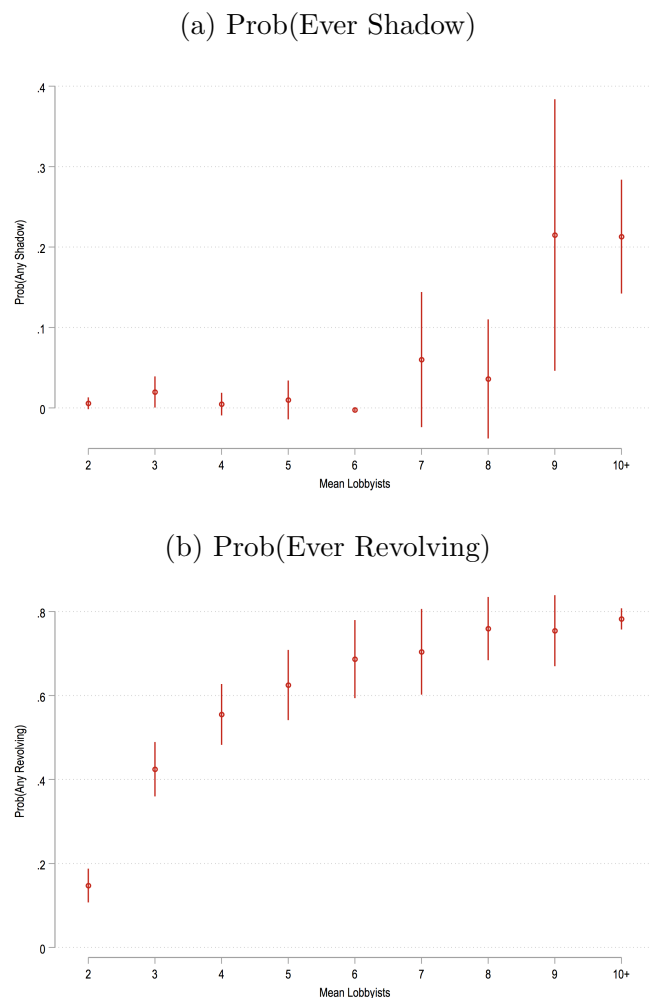 (a) Prob(Ever Shadow)
.4
.3
.2
.1
0
Prob(Any Shadow)
2 3 4 5 6 7 8 9 10+
Mean Lobbyists
(b) Prob(Ever Revolving)
.8
.6
.4
.2
0
Prob(Any Revolving)
2 3 4 5 6 7 8 9 10+
Mean Lobbyists